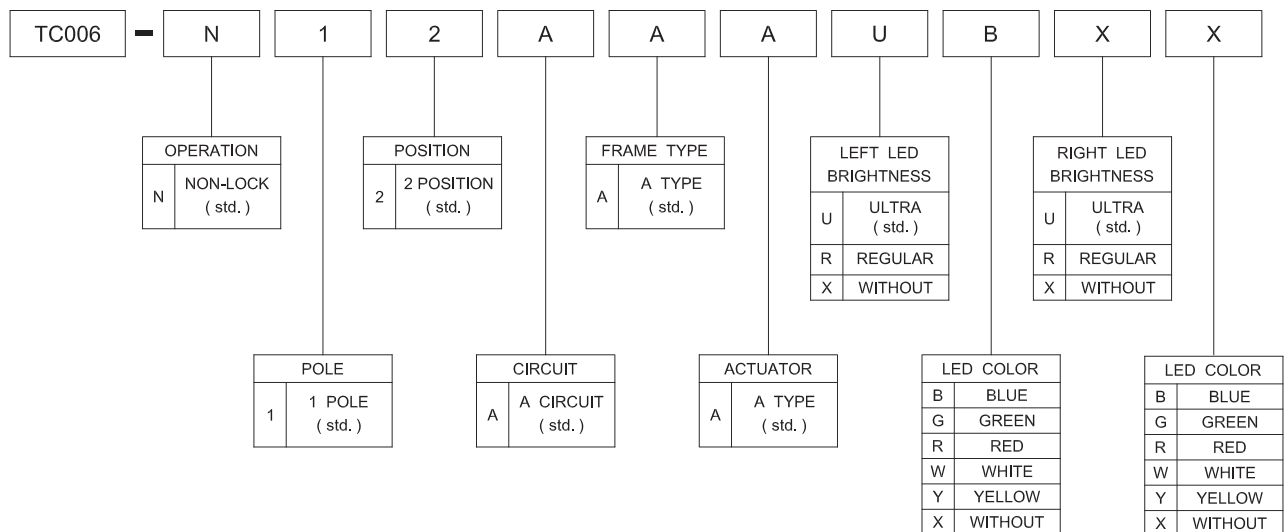 TC006 - N 1 2 A A A U B X X
OPERATION
N NON-LOCK
( std. )
POSITION
2 2 POSITION
( std. )
FRAME TYPE
A A TYPE
( std. )
LEFT LED
BRIGHTNESS
U ULTRA
( std. )
R REGULAR
X WITHOUT
RIGHT LED
BRIGHTNESS
U ULTRA
( std. )
R REGULAR
X WITHOUT
POLE
1 1 POLE
( std. )
CIRCUIT
A A CIRCUIT
( std. )
ACTUATOR
A A TYPE
( std. )
LED COLOR
B BLUE
G GREEN
R RED
W WHITE
Y YELLOW
X WITHOUT
LED COLOR
B BLUE
G GREEN
R RED
W WHITE
Y YELLOW
X WITHOUT